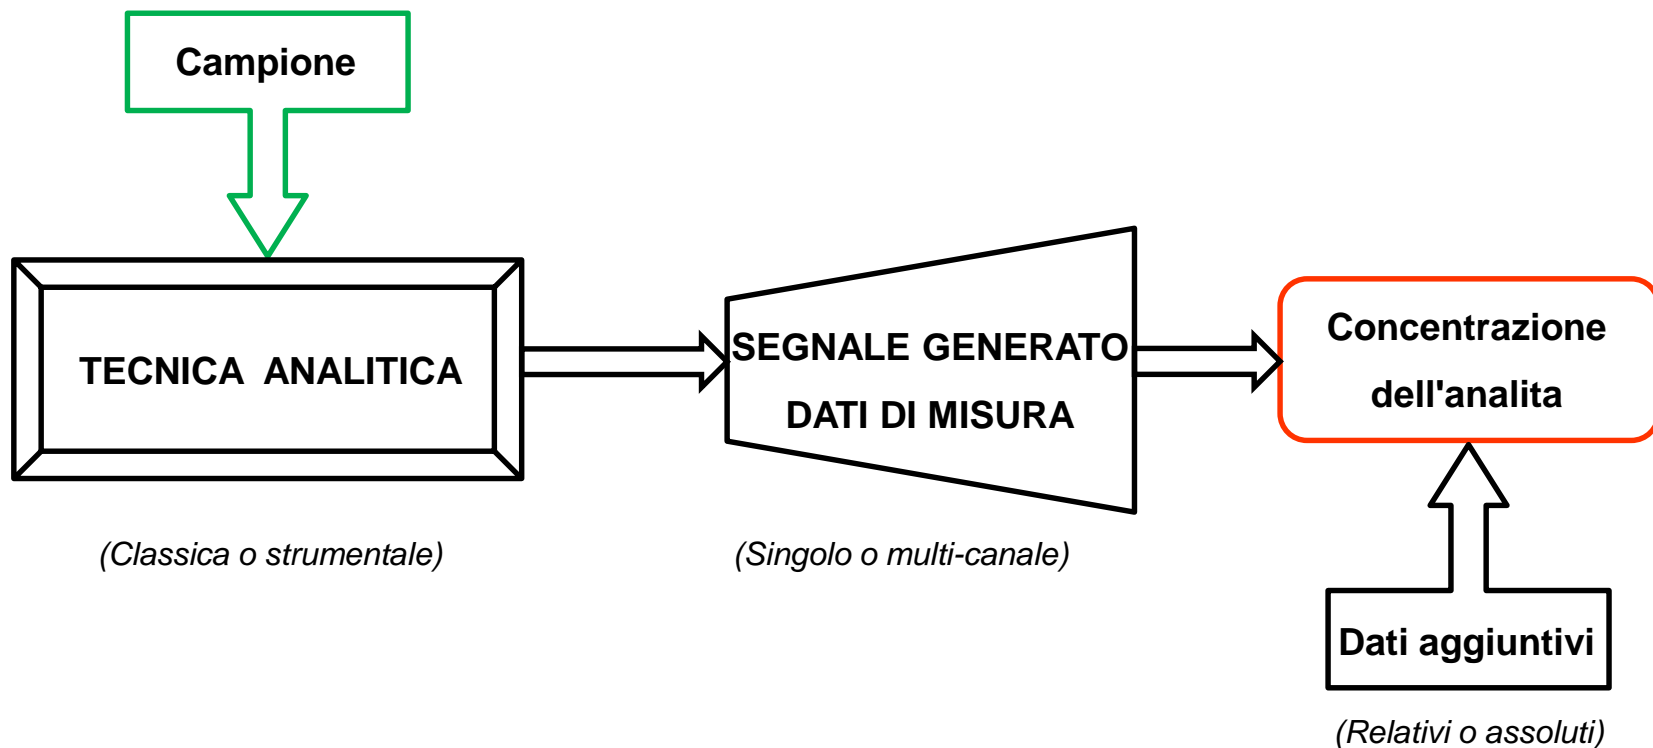 Campione
TECNICA ANALITICA
SEGNALE GENERATO
DATI DI MISURA
Concentrazione
dell'analita
(Classica o strumentale)
(Singolo o multi-canale)
Dati aggiuntivi
(Relativi o assoluti)